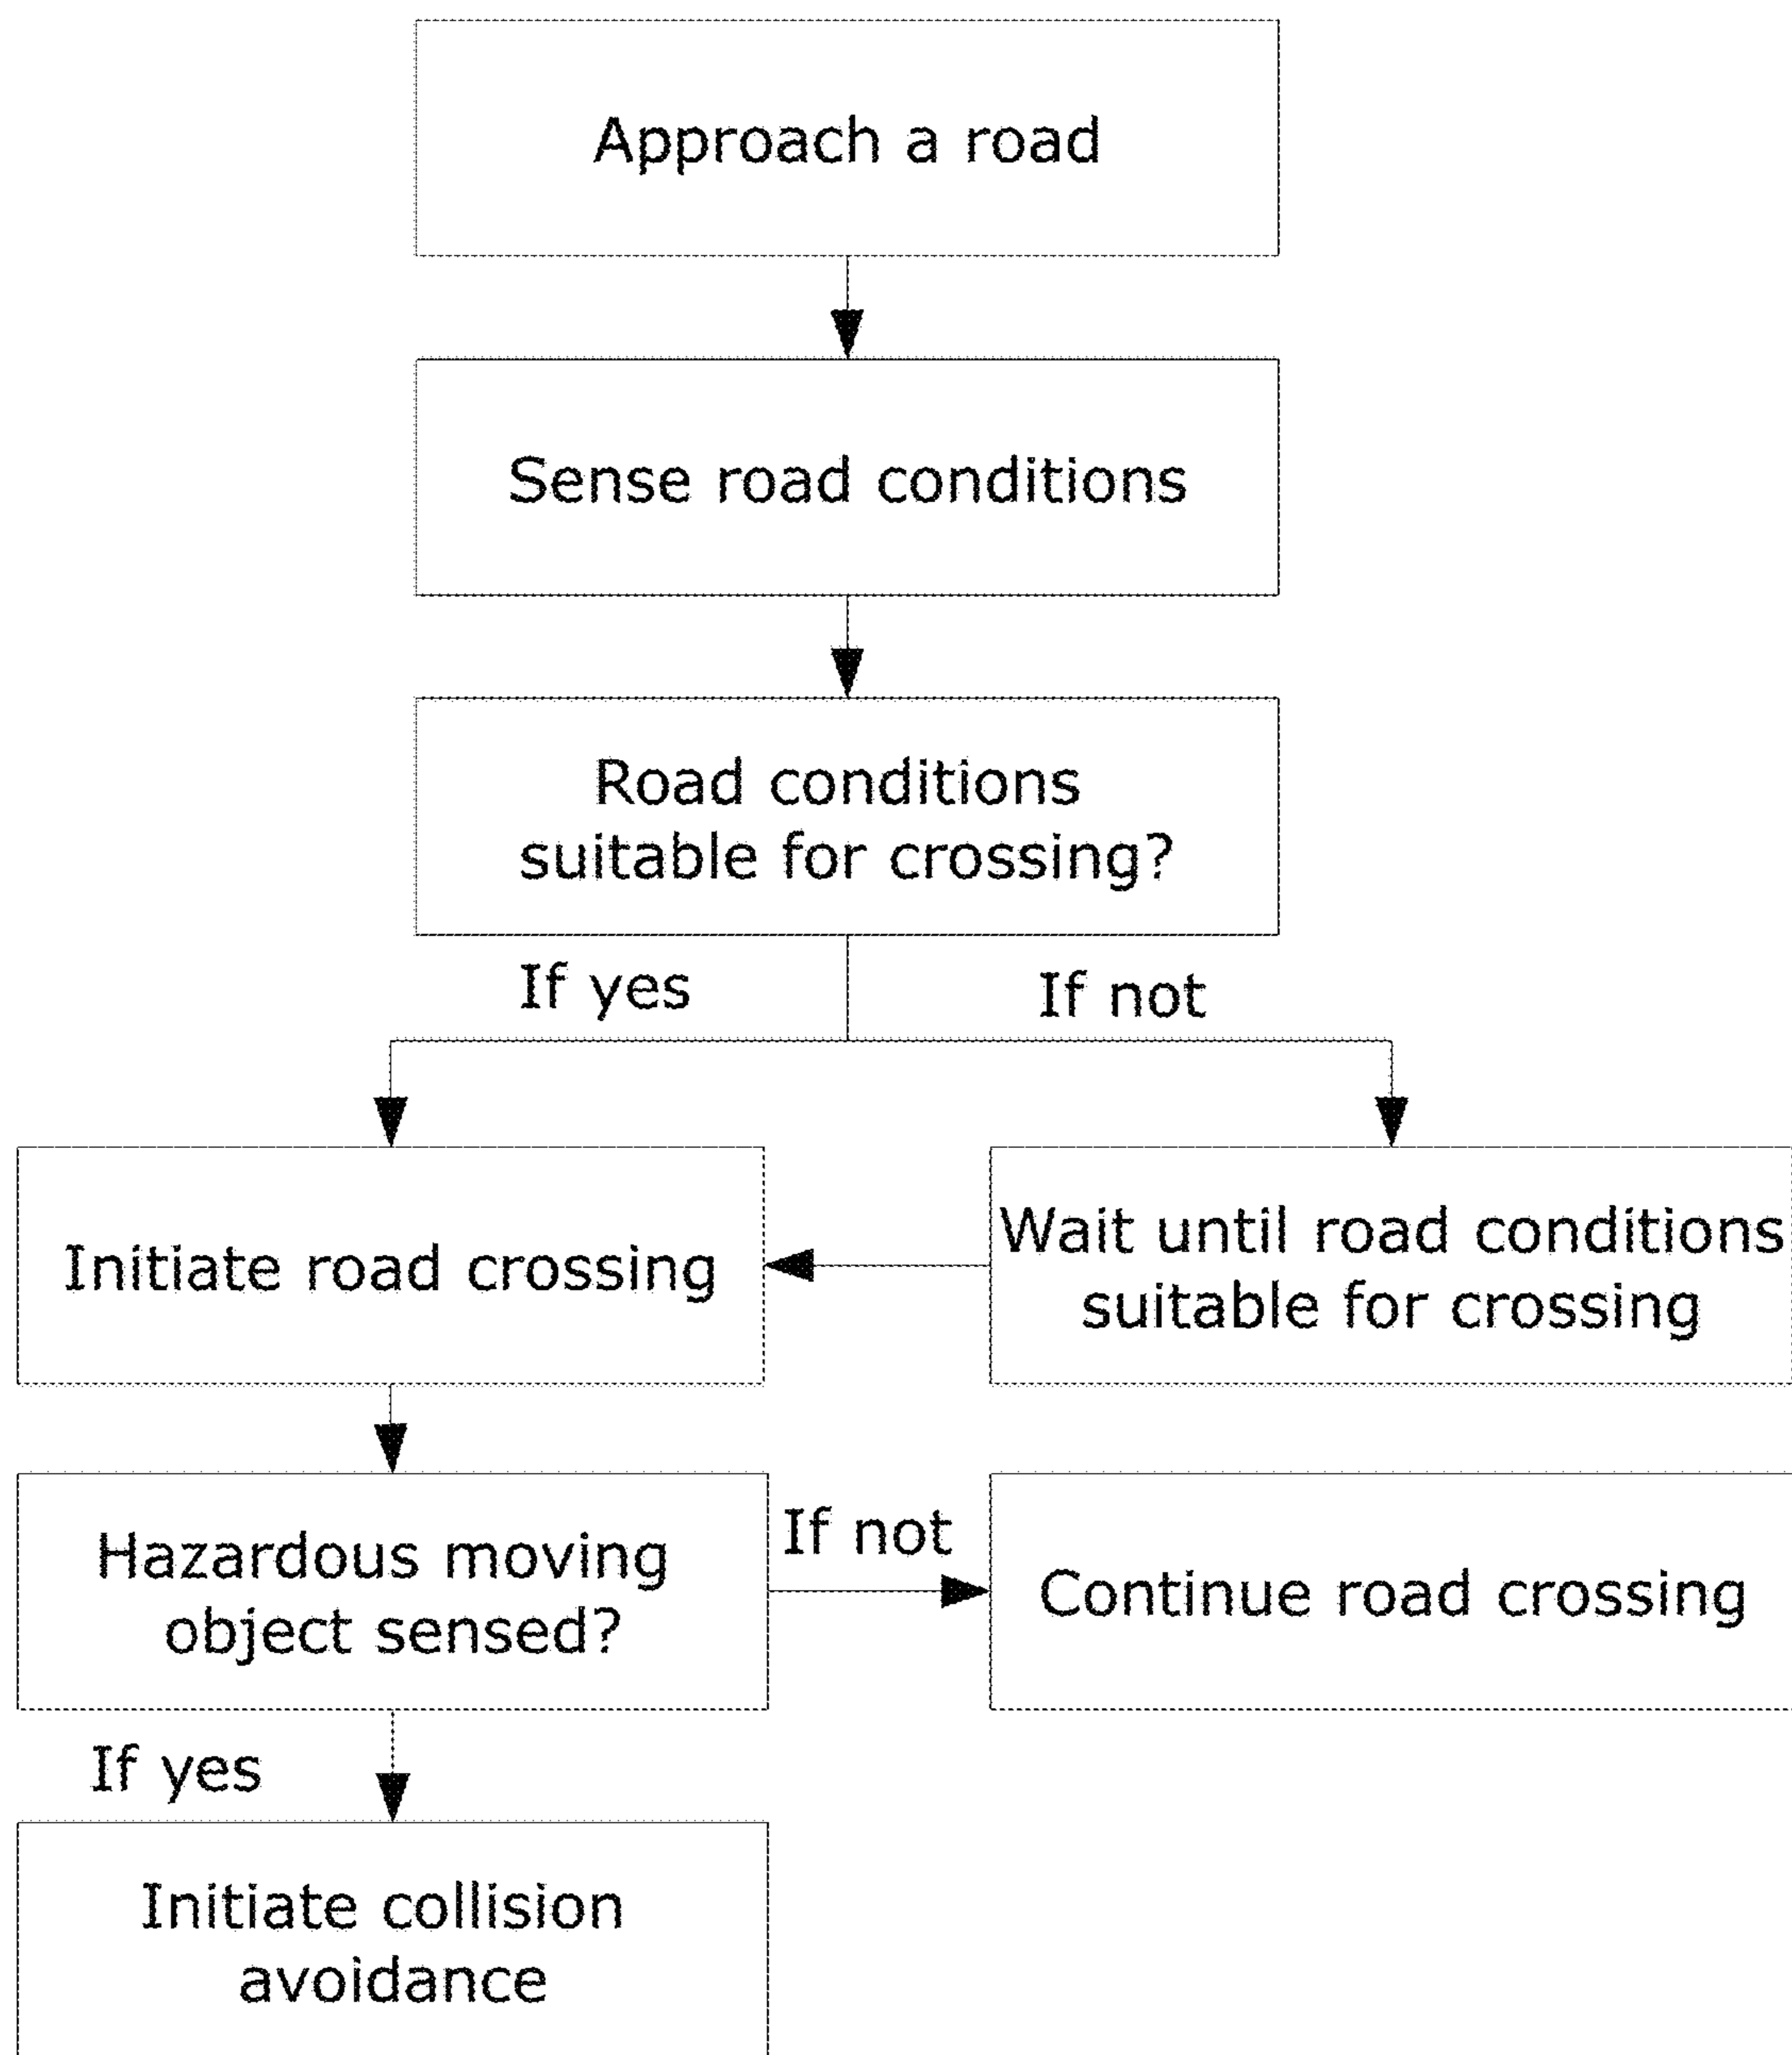 Approach a road
Sense road conditions
Road conditions
suitable for crossing?
If yes
If not
Initiate road crossing
Wait until road conditions
suitable for crossing
Hazardous moving
object sensed?
If not
Continue road crossing
If yes
Initiate collision
avoidance